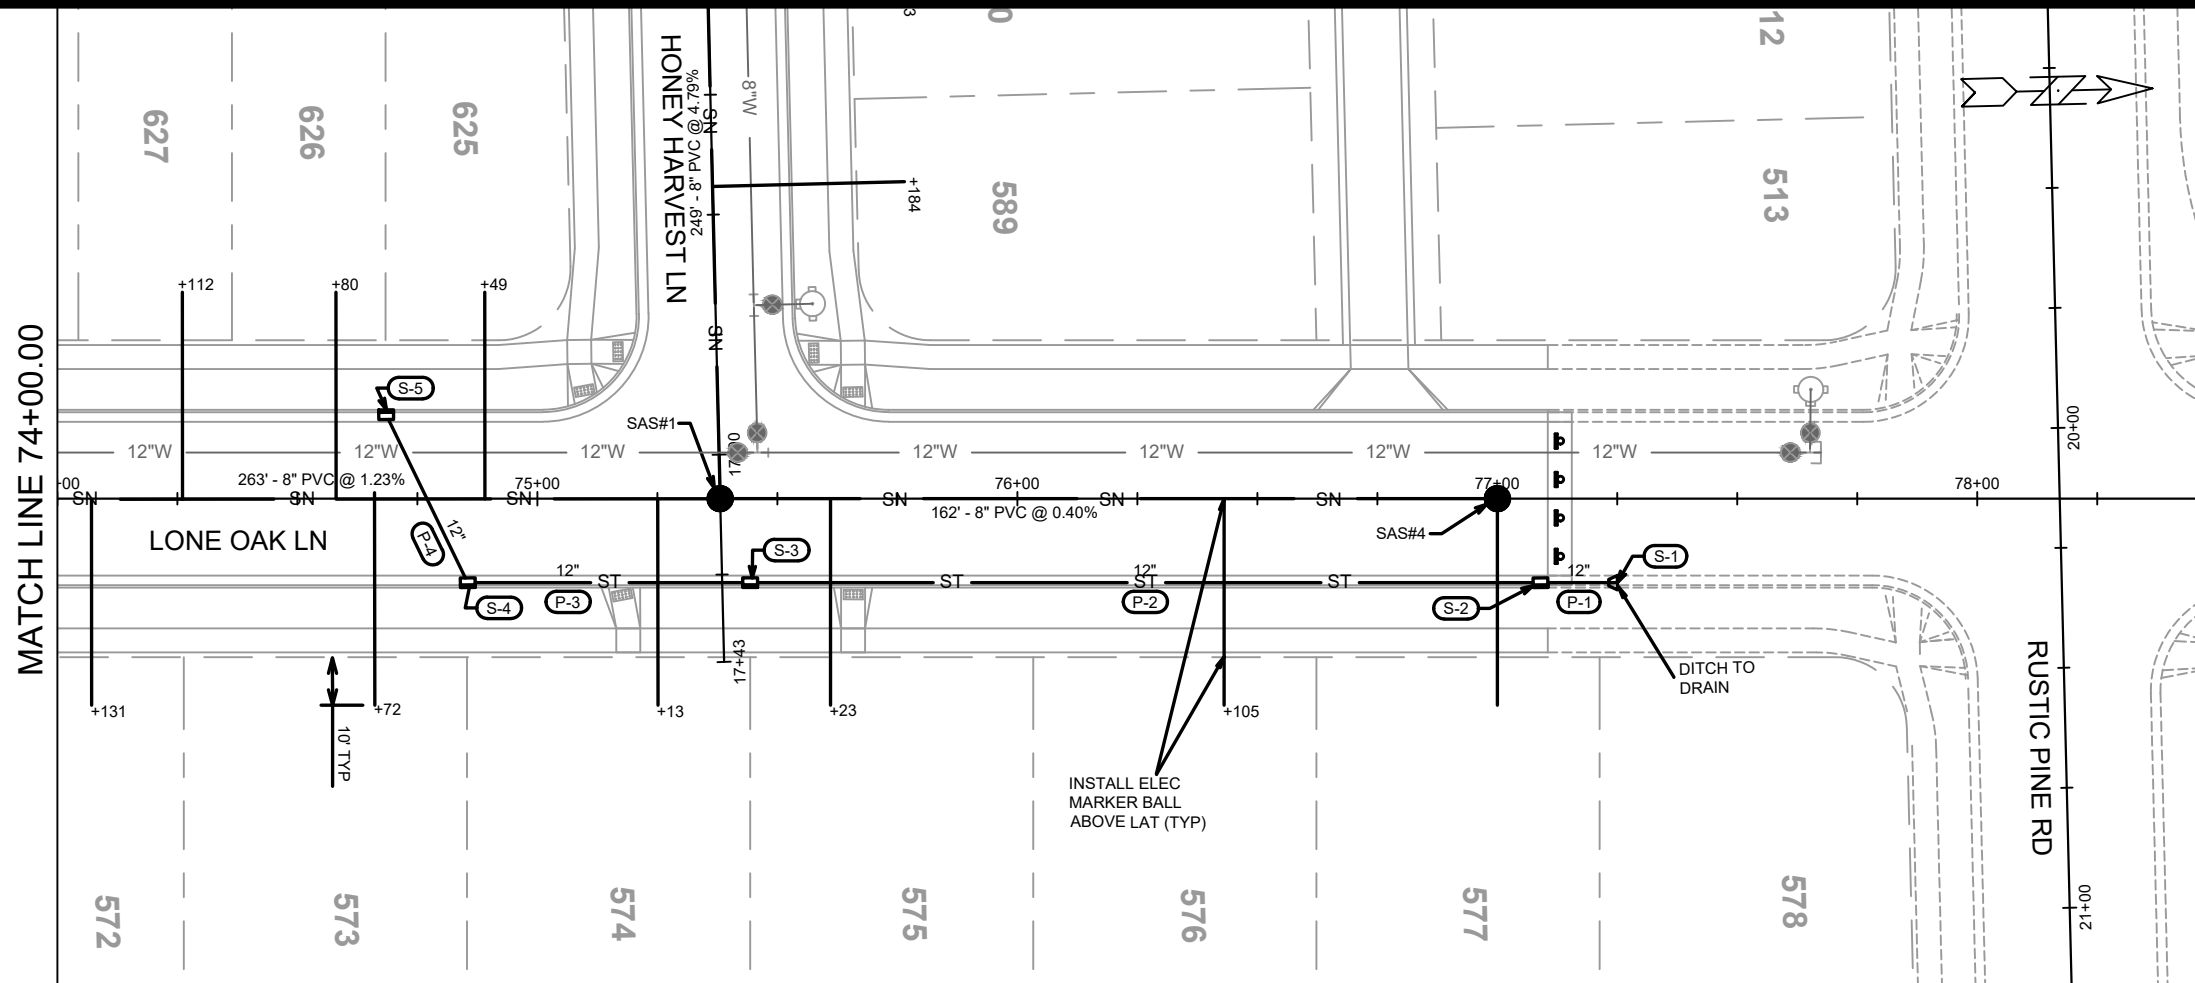 3
0
12
HONEY HARVEST LN
249' - 8" PVC @ 4.79%
SN
8"W
627
626
625
589
513
+184
+112
+80
+49
SN
MATCH LINE 74+00.00
S-5
SAS#1
12"W
12"W
12"W
12"W
12"W
12"W
12"W
20+00
263' - 8" PVC @ 1.23%
+00
75+00
76+00
77+00
78+00
SN
SN
SN
SN
SN
SN
162' - 8" PVC @ 0.40%
LONE OAK LN
P-4
12"
SAS#4
S-3
S-1
12"
ST
ST
12"
ST
ST
12"
S-4
P-3
P-2
S-2
P-1
17+43
DITCH TO
DRAIN
RUSTIC PINE RD
+131
+72
+13
+23
+105
10' TYP
INSTALL ELEC
MARKER BALL
ABOVE LAT (TYP)
572
573
574
575
576
577
578
21+00